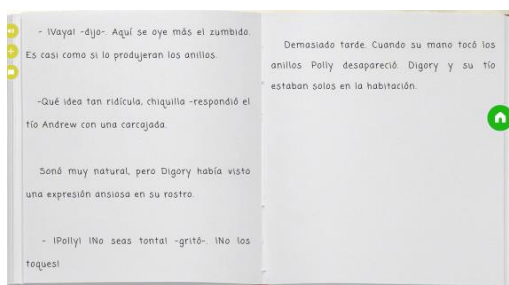 - ¡Vaya! -dijo-. Aquí se oye más el zumbido.
Es casi como si lo produjeran los anillos.
-Qué idea tan ridícula, chiquilla -respondió el
tío Andrew con una carcajada.
Sonó muy natural, pero Digory había visto
una expresión ansiosa en su rostro.
- ¡Polly! ¡No seas tonta! -gritó-. ¡No los
toques!
Demasiado tarde. Cuando su mano tocó los
anillos Polly desapareció. Digory y su tío
estaban solos en la habitación.